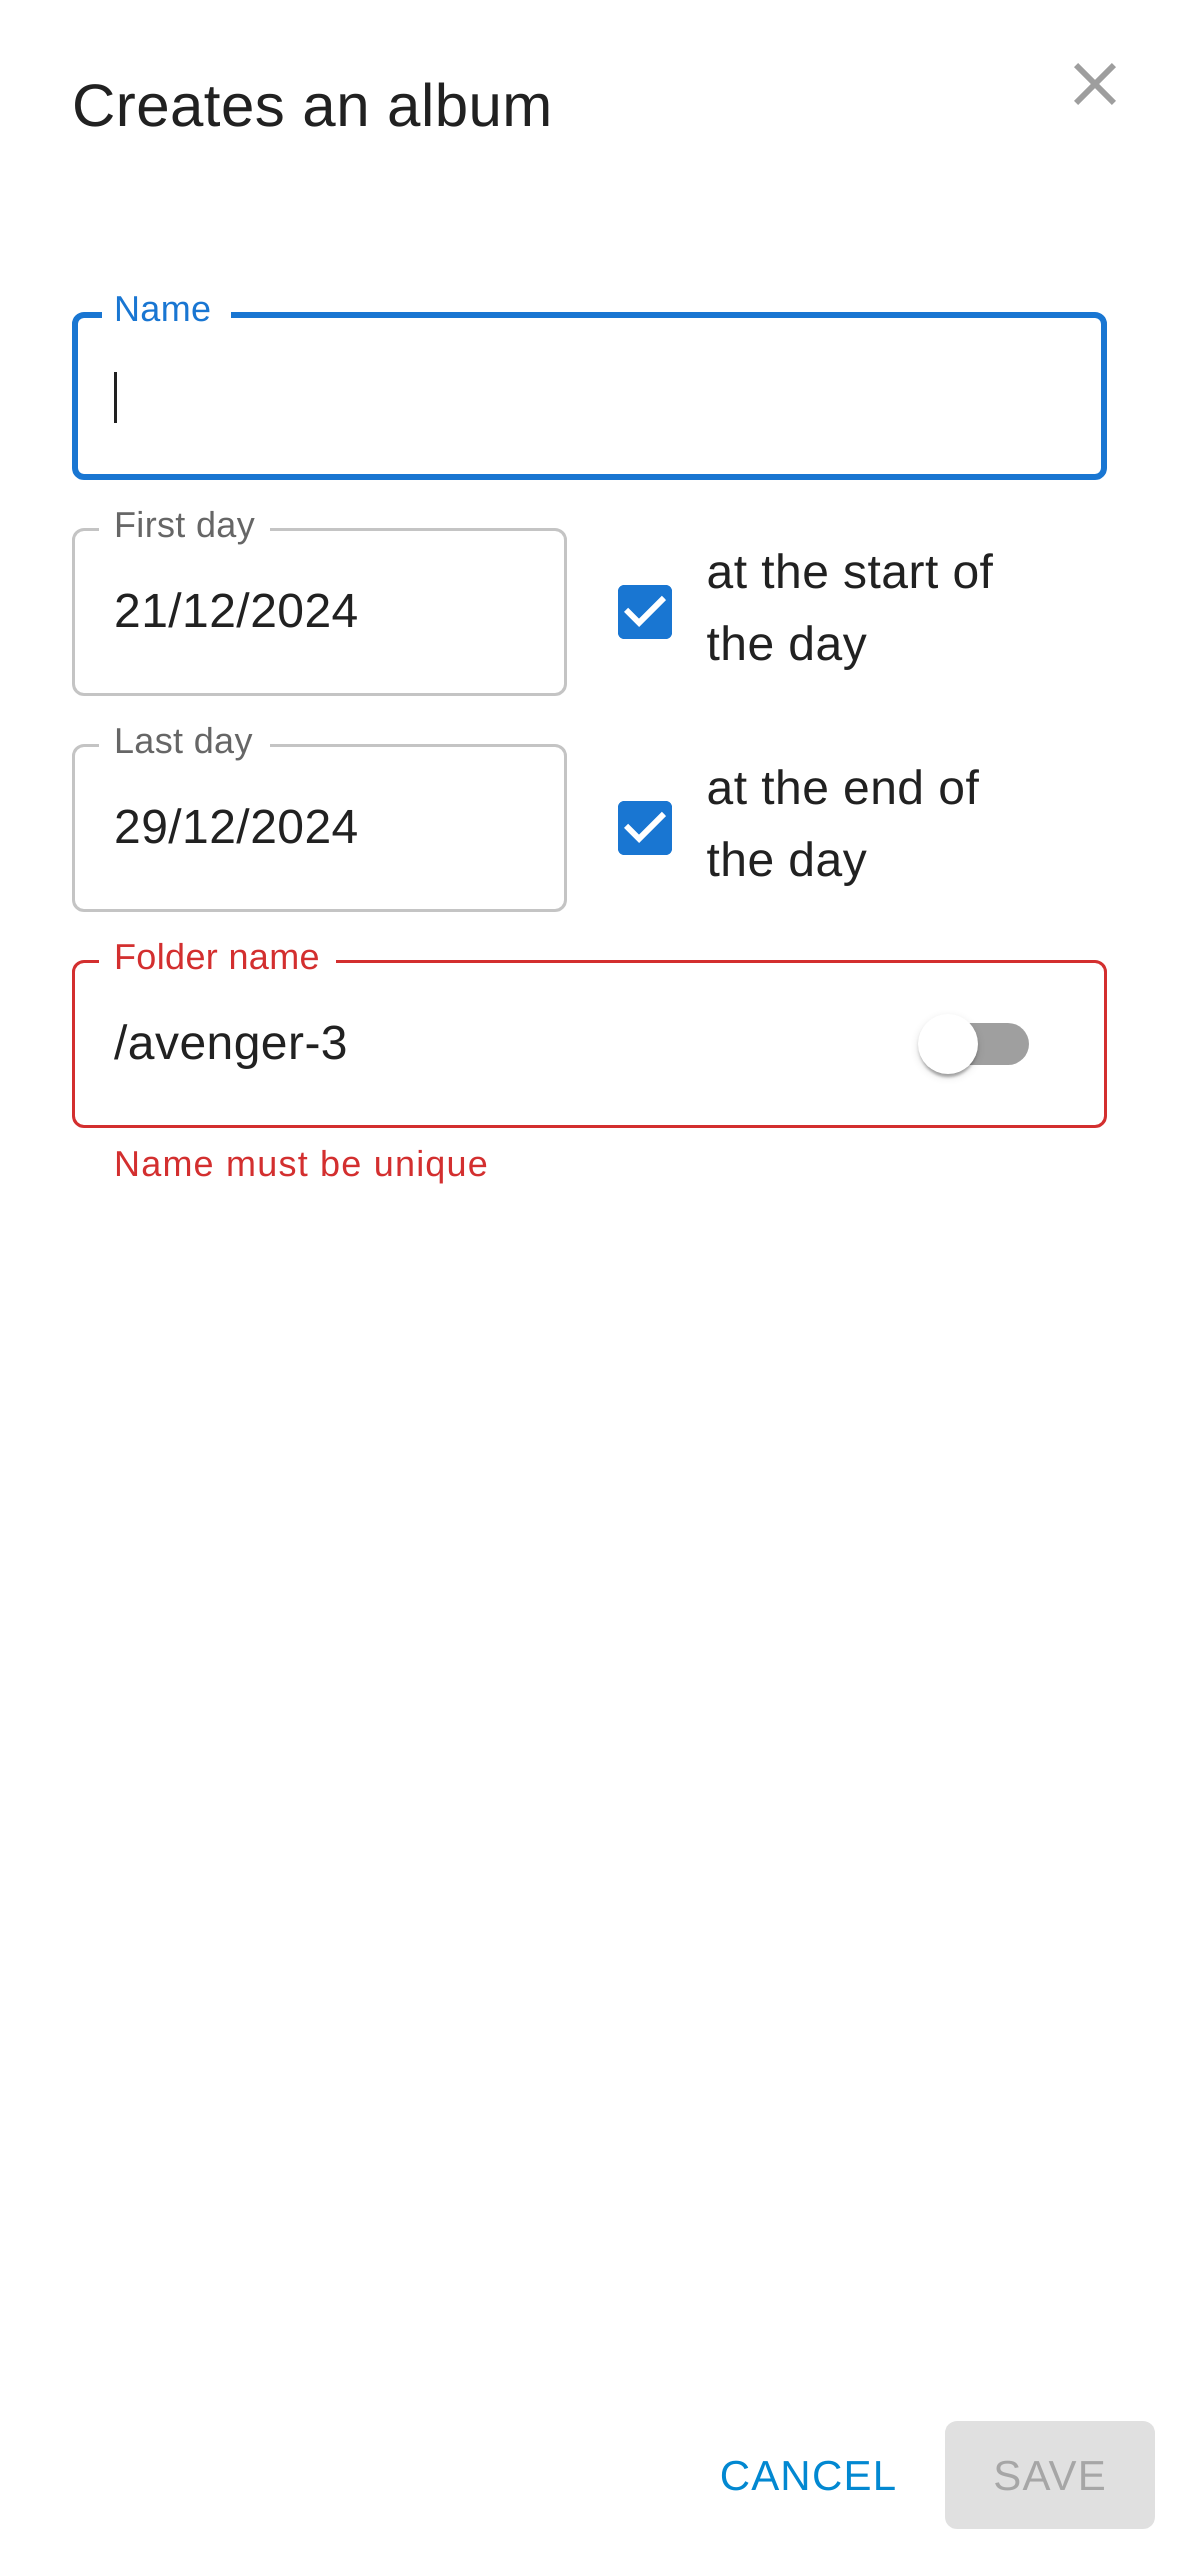 Creates an album
Name
First day
21/12/2024
at the start of
the day
Last day
29/12/2024
at the end of
the day
Folder name
/avenger-3
Name must be unique
CANCEL
SAVE